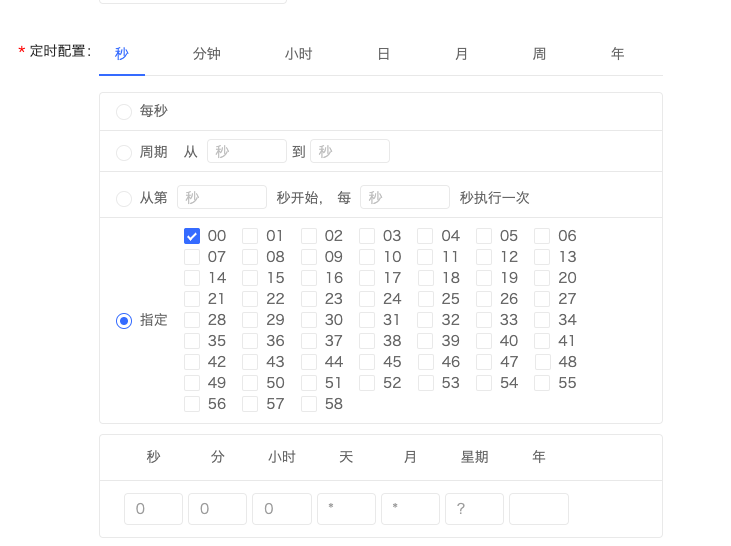 * 定时配置： 秒 分钟 小时 日 月 周 年
每秒
周期 从 秒 到 秒
从第 秒 秒开始， 每 秒 秒执行一次
00 01 02 03 04 05 06
07 08 09 10 11 12 13
14 15 16 17 18 19 20
21 22 23 24 25 26 27
指定 28 29 30 31 32 33 34
35 36 37 38 39 40 41
42 43 44 45 46 47 48
49 50 51 52 53 54 55
56 57 58
秒 分 小时 天 月 星期 年
0 0 0 * * ?